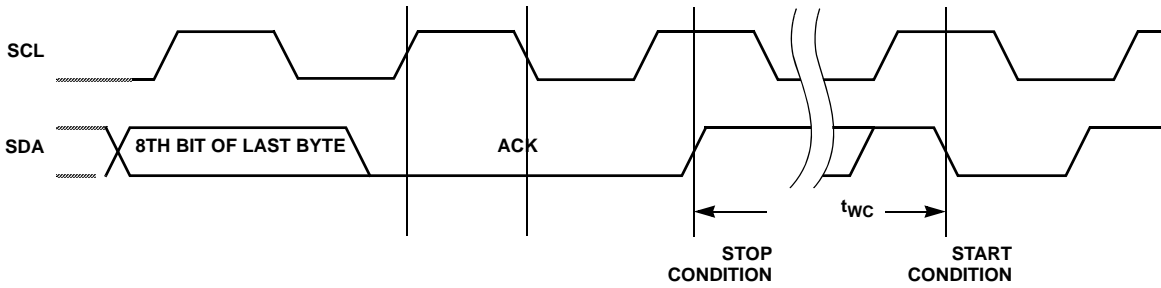 SCL
SDA
8TH BIT OF LAST BYTE
ACK
tWC
STOP
CONDITION
START
CONDITION